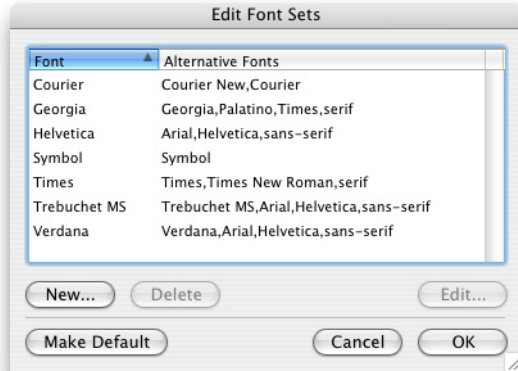 Edit Font Sets
Font Alternative Fonts
Courier Courier New,Courier
Georgia Georgia,Palatino,Times,serif
Helvetica Arial,Helvetica,sans-serif
Symbol Symbol
Times Times,Times New Roman,serif
Trebuchet MS Trebuchet MS,Arial,Helvetica,sans-serif
Verdana Verdana,Arial,Helvetica,sans-serif
New... Delete Edit...
Make Default Cancel OK